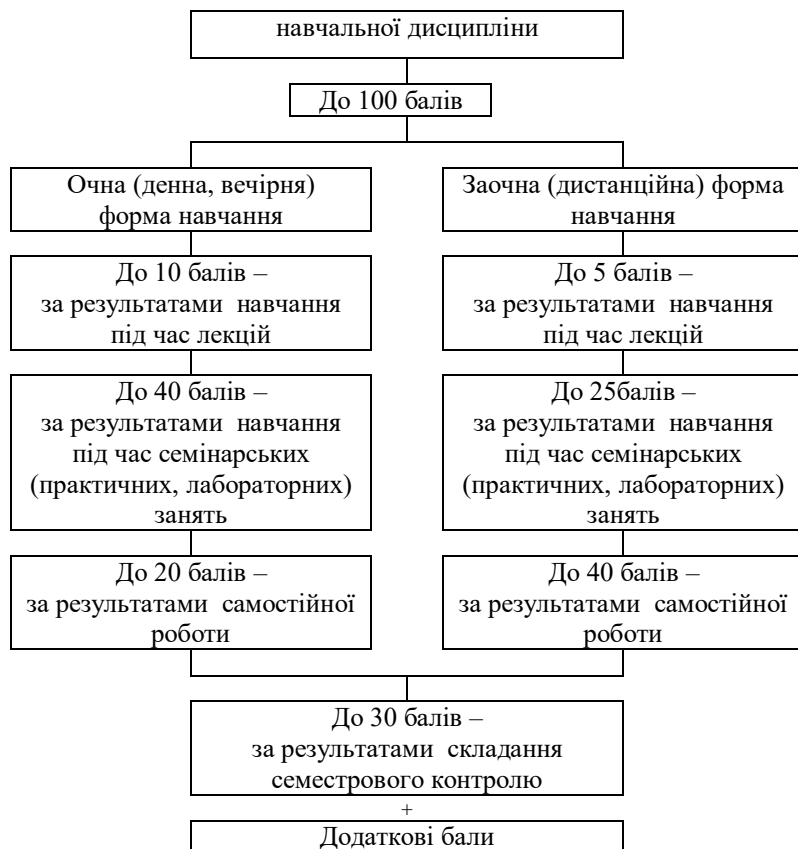 навчальної дисципліни
До 100 балів
Очна (денна, вечірня)
форма навчання
До 10 балів –
за результатами навчання
під час лекцій
До 40 балів –
за результатами навчання
під час семінарських
(практичних, лабораторних)
занять
До 20 балів –
за результатами самостійної
роботи
Заочна (дистанційна) форма
навчання
До 5 балів –
за результатами навчання
під час лекцій
До 25балів –
за результатами навчання
під час семінарських
(практичних, лабораторних)
занять
До 40 балів –
за результатами самостійної
роботи
До 30 балів –
за результатами складання
семестрового контролю
+
Додаткові бали